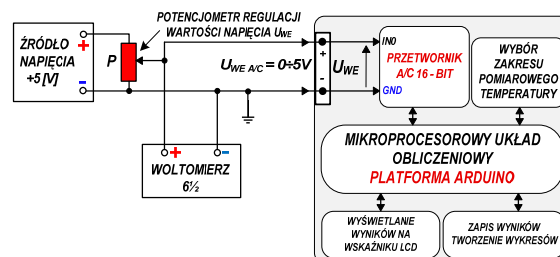 POTENCJOMETR REGULACJI
WARTOŚCI NAPIĘCIA UWE
ŹRÓDŁO
NAPIĘCIA
+5 [V]
+
-
P
UWE A/C = 0÷5V
+
-
UWE
IN0
GND
PRZETWORNIK
A/C 16 - BIT
WYBÓR
ZAKRESU
POMIAROWEGO
TEMPERATURY
MIKROPROCESOROWY UKŁAD
OBLICZENIOWY
PLATFORMA ARDUINO
+
-
WOLTOMIERZ
6½
WYŚWIETLANIE
WYNIKÓW NA
WSKAŹNIKU LCD
ZAPIS WYNIKÓW
TWORZENIE WYKRESÓW